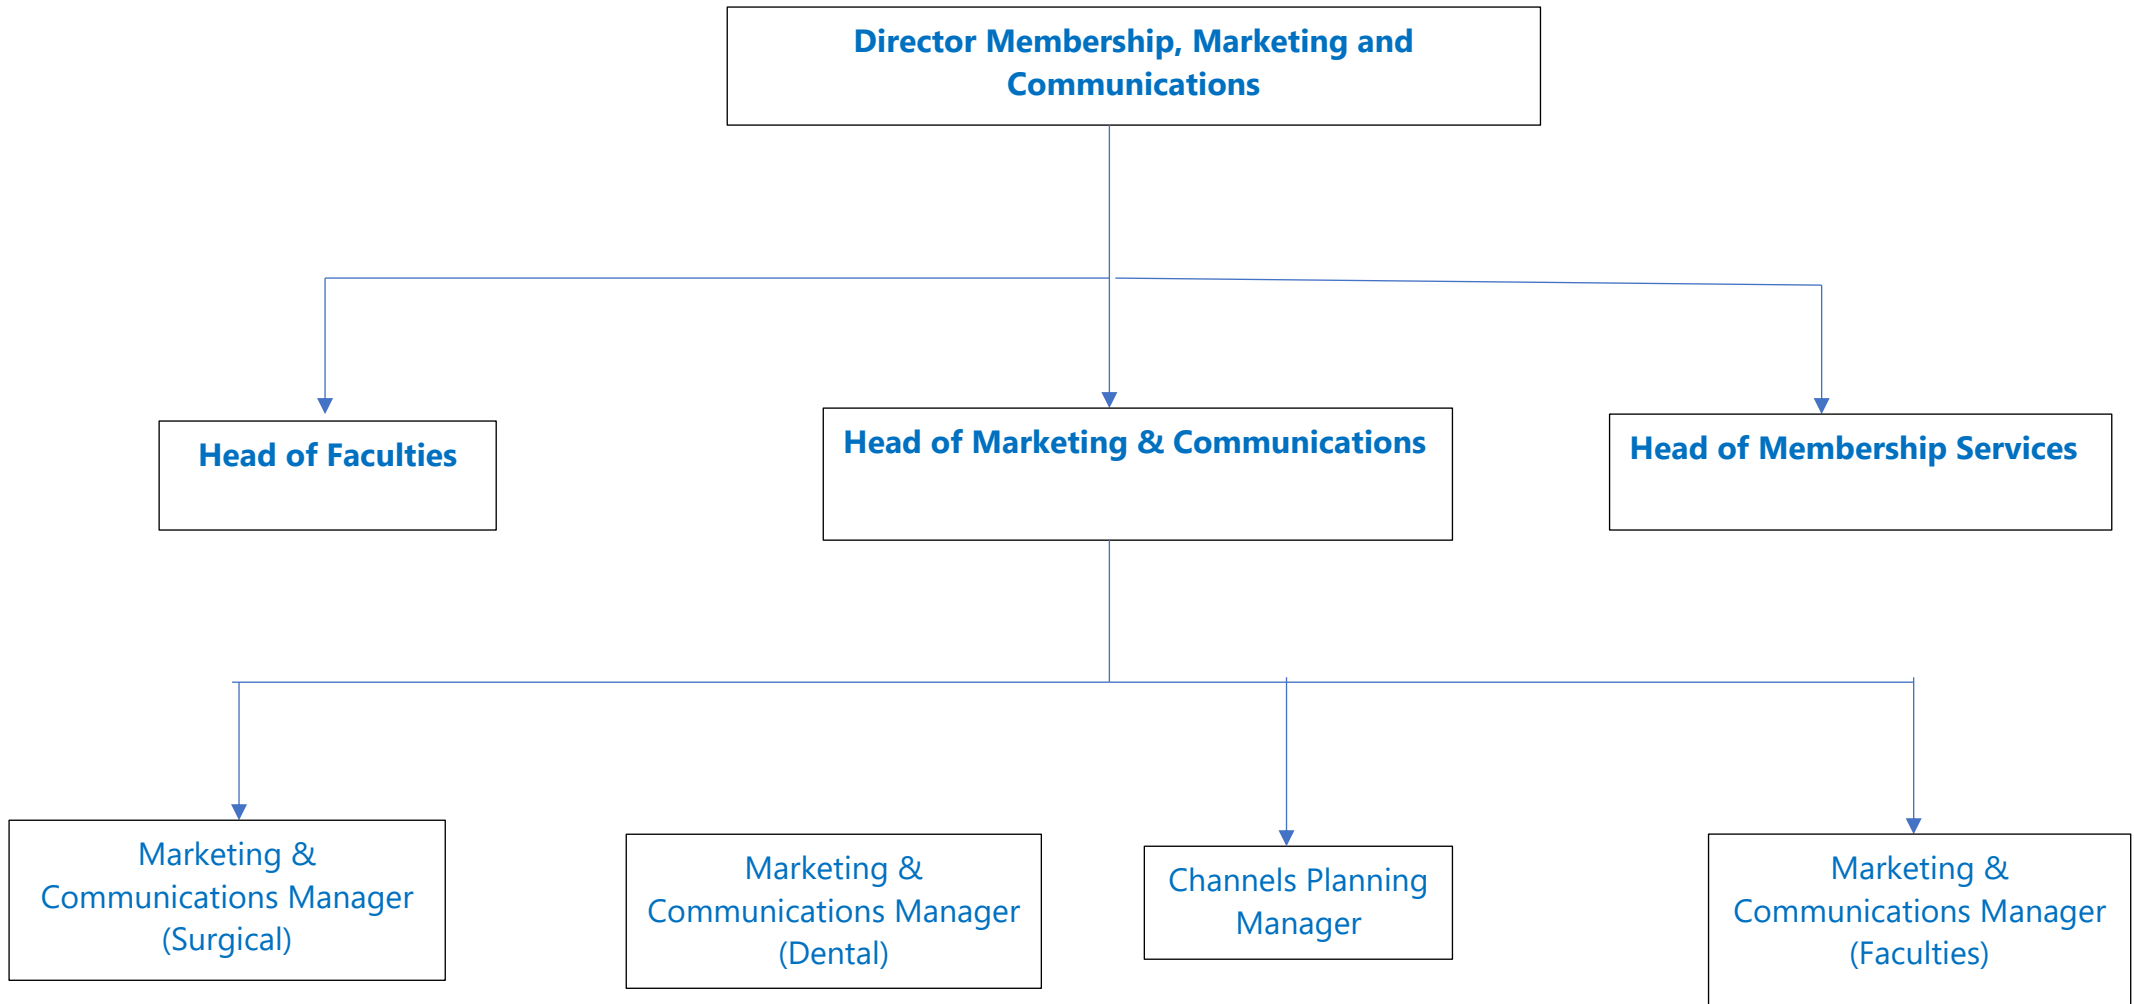 Director Membership, Marketing and
Communications
Head of Faculties
Head of Marketing & Communications
Head of Membership Services
Marketing &
Communications Manager
(Surgical)
Marketing &
Communications Manager
(Dental)
Channels Planning
Manager
Marketing &
Communications Manager
(Faculties)